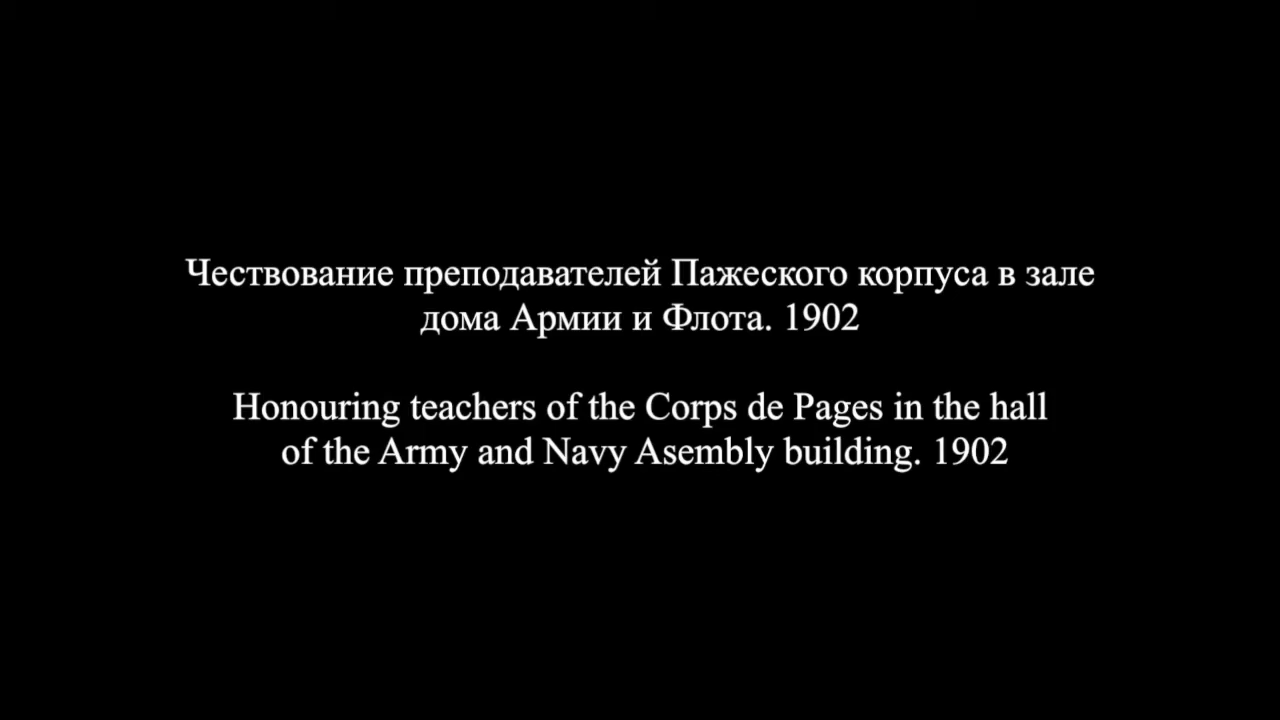 Чествование преподавателей Пажеского корпуса в зале
дома Армии и Флота. 1902
Honouring teachers of the Corps de Pages in the hall
of the Army and Navy Asembly building. 1902